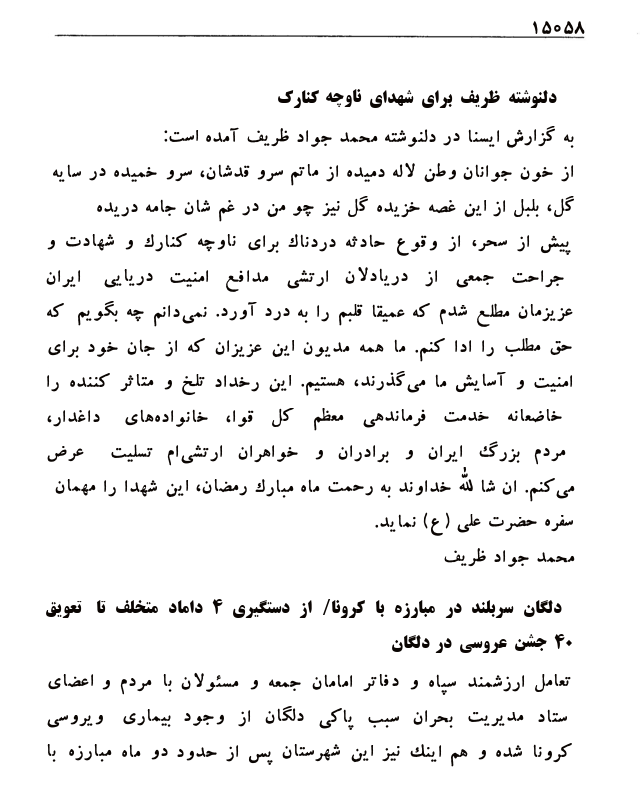 ۱۵۰۵۸
دلنوشته ظریف برای شهدای ناوچه کنارک
به گزارش ایسنا در دلنوشته محمد جواد ظریف آمده است:
از خون جوانان وطن لاله دمیده از ماتم سرو قدشان، سرو خمیده در سایه
گل، بلبل از این غصه خزیده گل نیز چو من در غم شان جامه دریده
پیش از سحر، از وقوع حادثه دردناک برای ناوچه کنارک و شهادت و
جراحت جمعی از دریادلان ارتشی مدافع امنیت دریایی ایران
عزیزمان مطلع شدم که عمیقا قلبم را به درد آورد. نمی‌دانم چه بگویم که
حق مطلب را ادا کنم. ما همه مدیون این عزیزان که از جان خود برای
امنیت و آسایش ما می‌گذرند، هستیم. این رخداد تلخ و متاثر کننده را
خاضعانه خدمت فرماندهی معظم کل قوا، خانواده‌های داغدار،
مردم بزرگ ایران و برادران و خواهران ارتشی‌ام تسلیت عرض
می‌کنم. ان شا لله خداوند به رحمت ماه مبارک رمضان، این شهدا را مهمان
سفره حضرت علی (ع) نماید.
محمد جواد ظریف
دلگان سربلند در مبارزه با کرونا/ از دستگیری ۴ داماد متخلف تا تعویق
۴۰ جشن عروسی در دلگان
تعامل ارزشمند سپاه و دفاتر امامان جمعه و مسئولان با مردم و اعضای
ستاد مدیریت بحران سبب پاکی دلگان از وجود بیماری ویروسی
کرونا شده و هم اینک نیز این شهرستان پس از حدود دو ماه مبارزه با